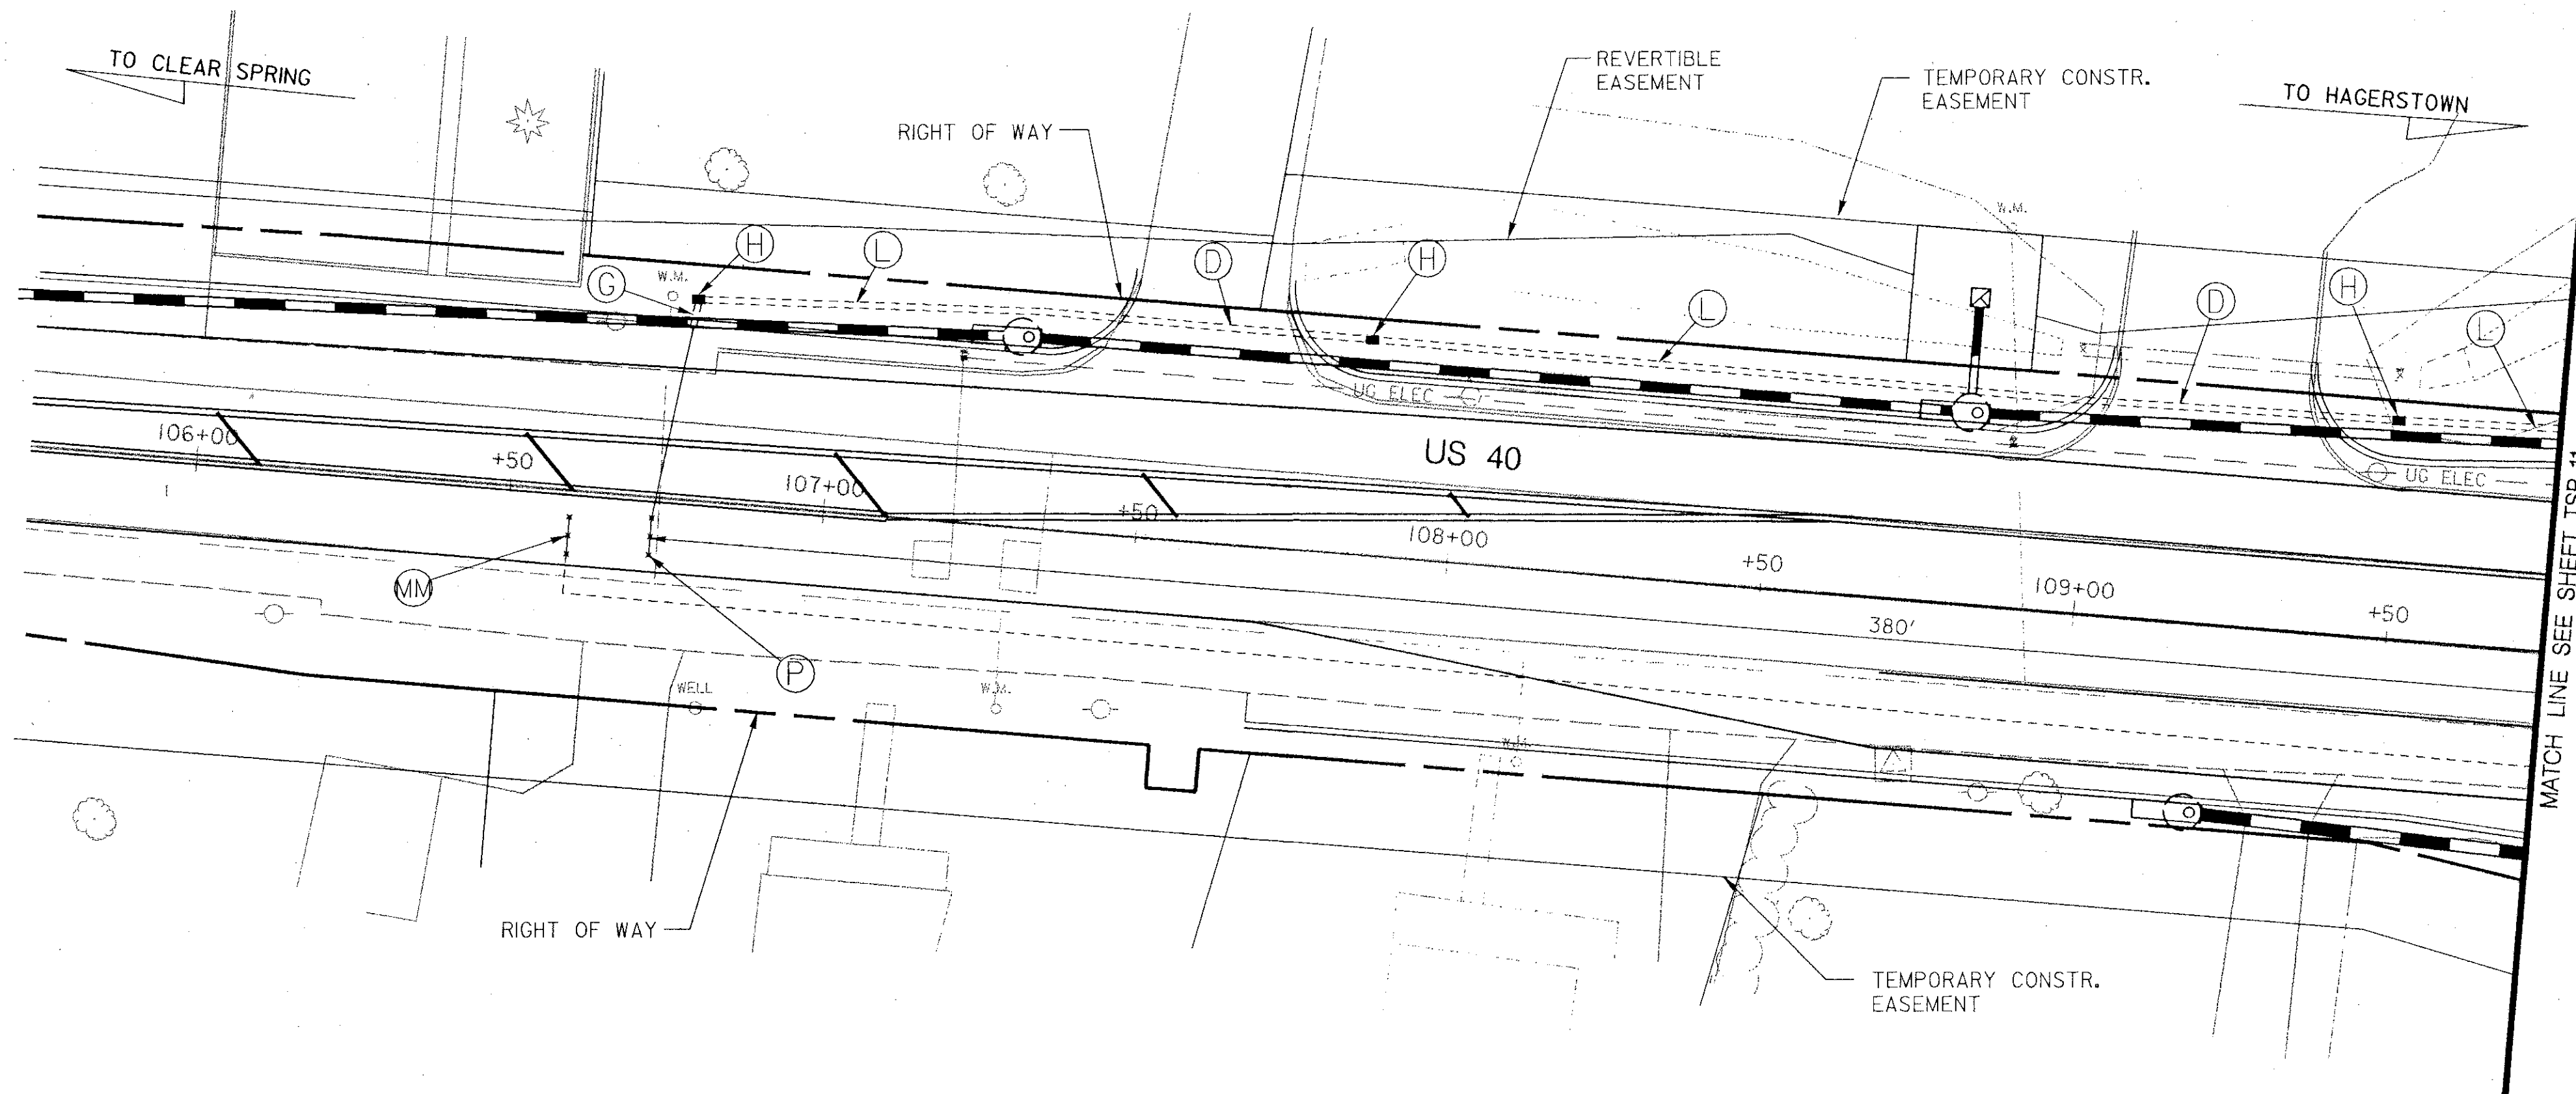 TO CLEAR SPRING
REVERTIBLE
EASEMENT
TEMPORARY CONSTR.
EASEMENT
TO HAGERSTOWN
RIGHT OF WAY
W.M.
H
L
D
H
W.M.
G
L
D
H
L
UG ELEC
US 40
UG ELEC
106+00
+50
107+00
+50
108+00
+50
109+00
+50
380'
MM
P
WELL
W.M.
W.M.
RIGHT OF WAY
TEMPORARY CONSTR.
EASEMENT
MATCH LINE SEE SHEET TSP-11